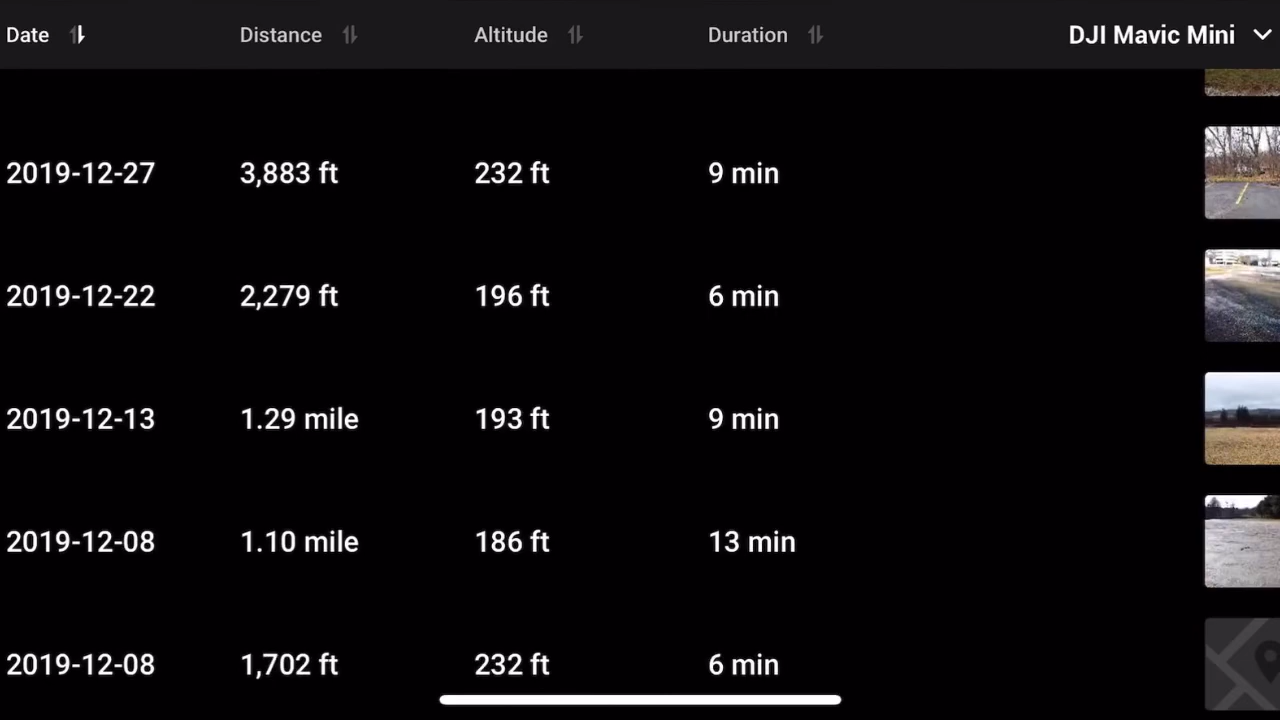 Date Distance Altitude Duration DJI Mavic Mini
2019-12-27 3,883 ft 232 ft 9 min
2019-12-22 2,279 ft 196 ft 6 min
2019-12-13 1.29 mile 193 ft 9 min
2019-12-08 1.10 mile 186 ft 13 min
2019-12-08 1,702 ft 232 ft 6 min